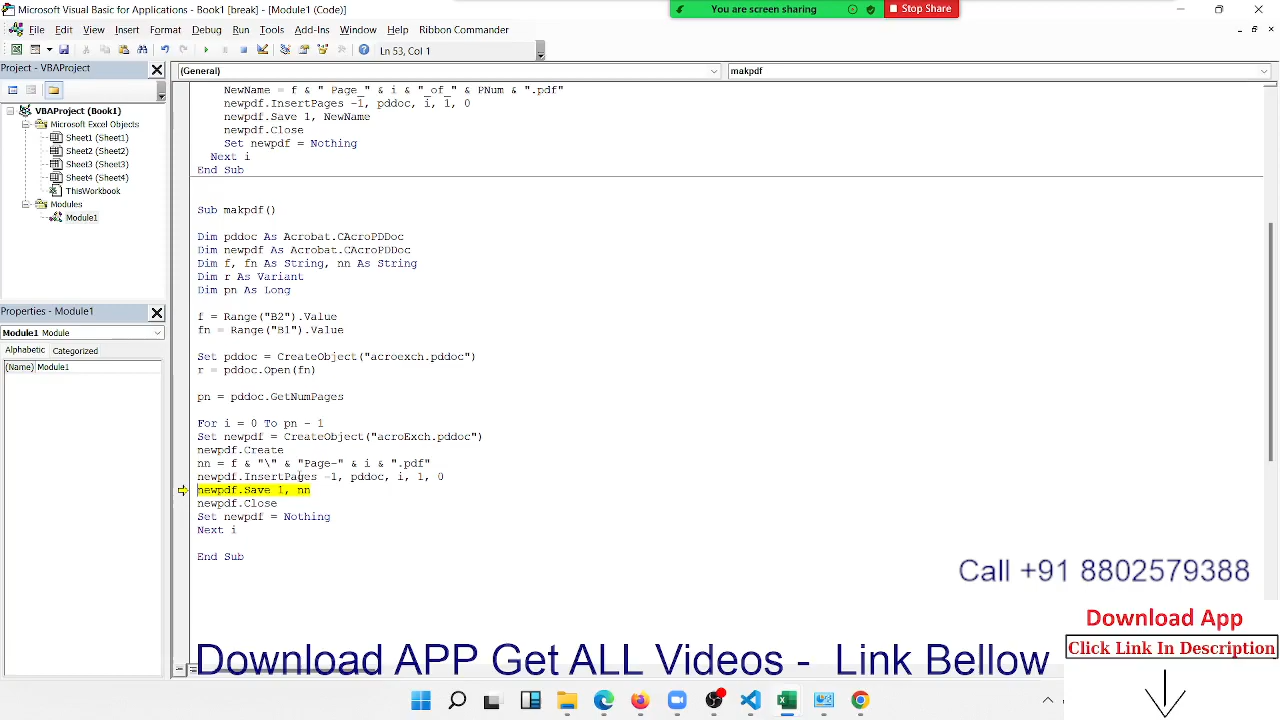 Microsoft Visual Basic for Applications - Book1 [break] - [Module1 (Code)]
You are screen sharing
Stop Share
File Edit View Insert Format Debug Run Tools Add-Ins Window Help Ribbon Commander
Ln 53, Col 1
Project - VBAProject
(General)
makpdf
VBAProject (Book1)
Microsoft Excel Objects
Sheet1 (Sheet1)
Sheet2 (Sheet2)
Sheet3 (Sheet3)
Sheet4 (Sheet4)
ThisWorkbook
Modules
Module1
Properties - Module1
Module1 Module
Alphabetic Categorized
(Name) Module1
NewName = f & " Page_" & i & "_of_" & PNum & ".pdf"
newpdf.InsertPages -1, pddoc, i, 1, 0
newpdf.Save 1, NewName
newpdf.Close
Set newpdf = Nothing
Next i
End Sub
Sub makpdf()
Dim pddoc As Acrobat.CAcroPDDoc
Dim newpdf As Acrobat.CAcroPDDoc
Dim f, fn As String, nn As String
Dim r As Variant
Dim pn As Long
f = Range("B2").Value
fn = Range("B1").Value
Set pddoc = CreateObject("acroexch.pddoc")
r = pddoc.Open(fn)
pn = pddoc.GetNumPages
For i = 0 To pn - 1
Set newpdf = CreateObject("acroExch.pddoc")
newpdf.Create
nn = f & "\" & "Page-" & i & ".pdf"
newpdf.InsertPages -1, pddoc, i, 1, 0
newpdf.Save 1, nn
newpdf.Close
Set newpdf = Nothing
Next i
End Sub
Call +91 8802579388
Download App
Click Link In Description
Download APP Get ALL Videos - Link Bellow